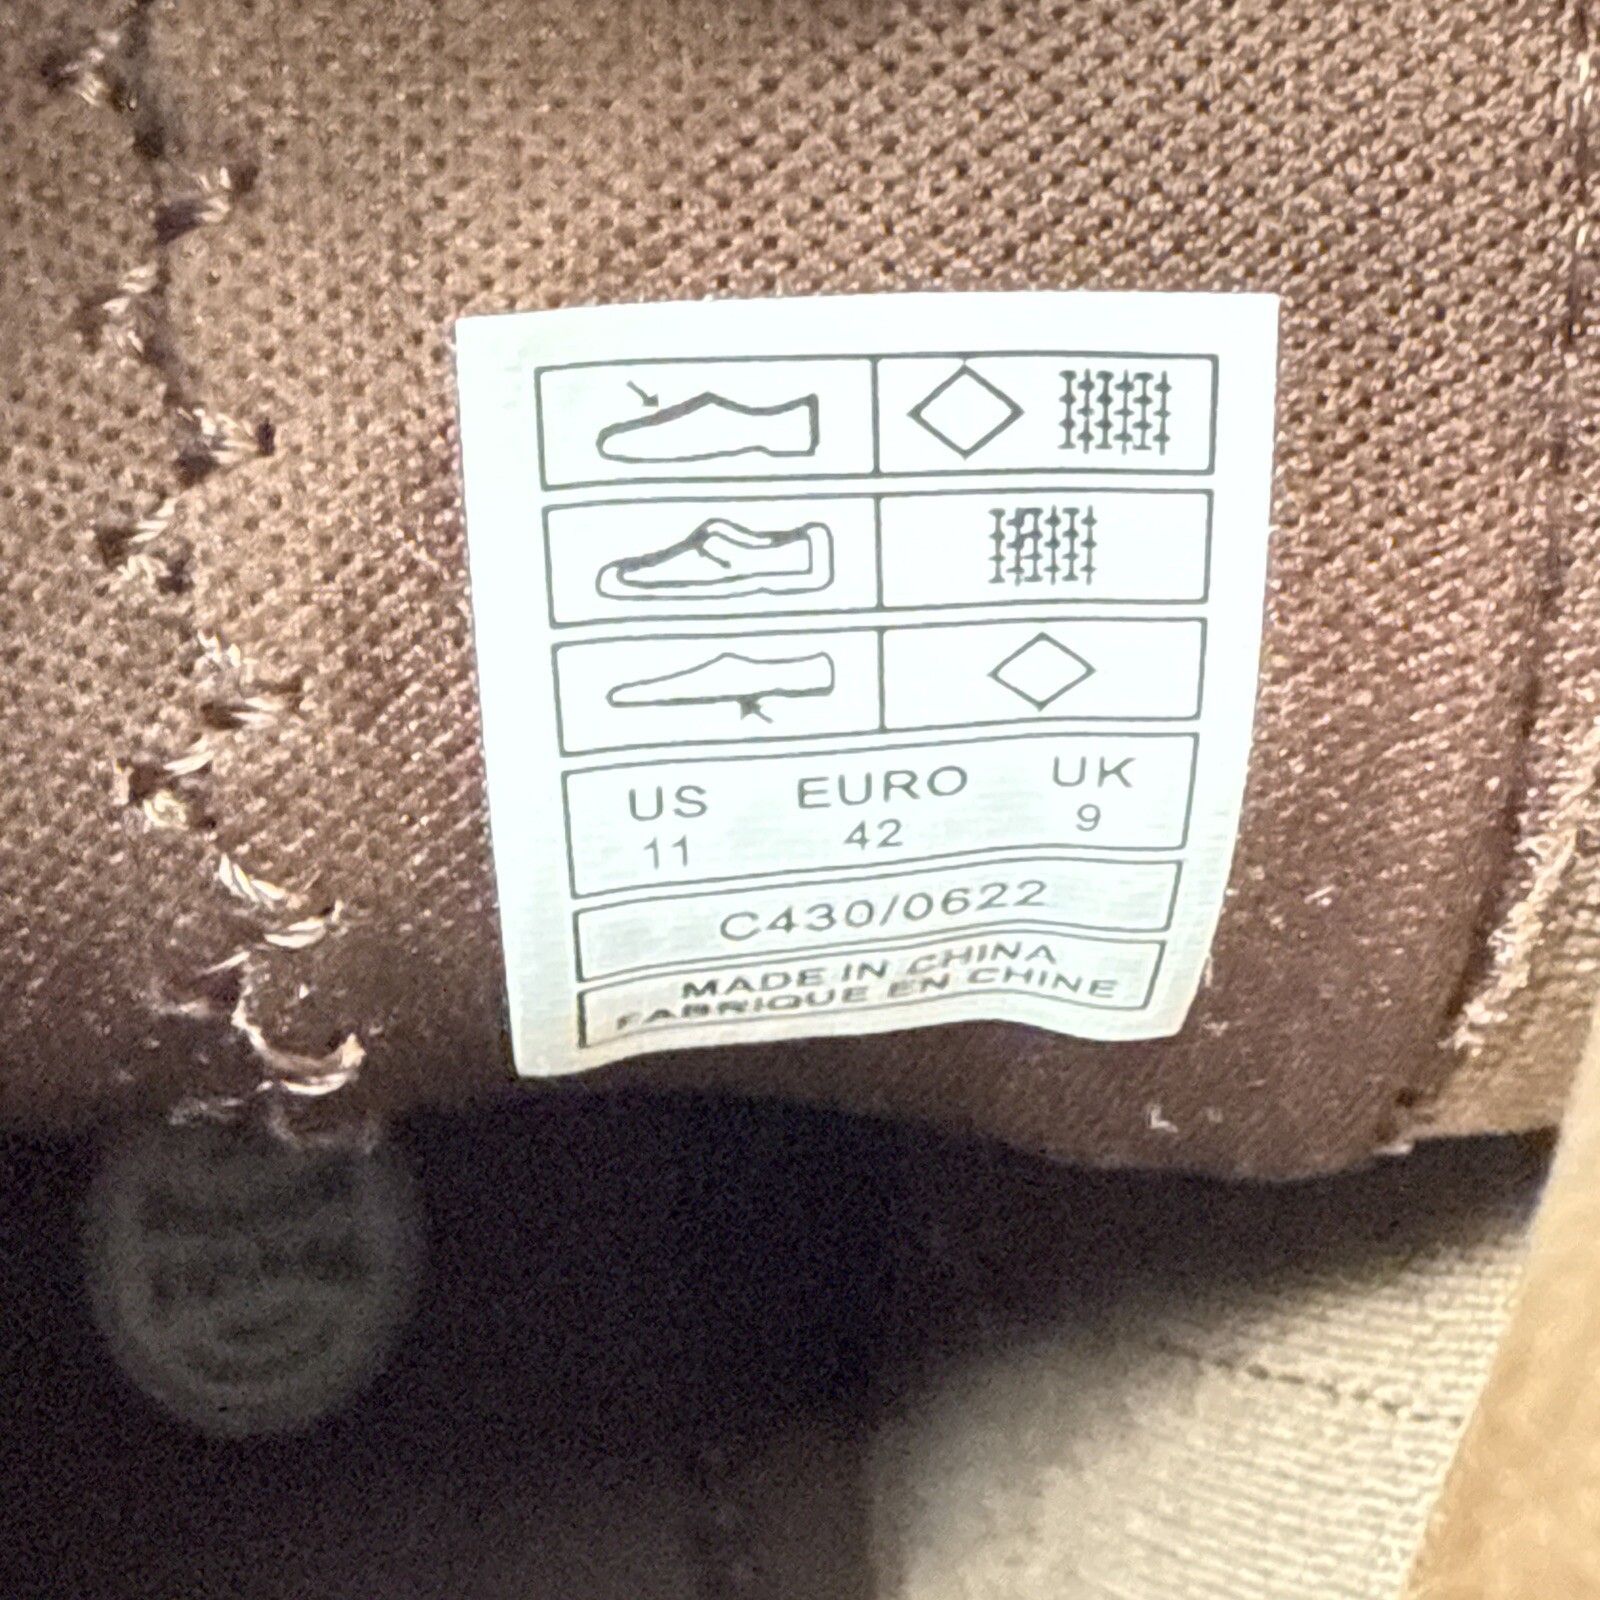 US EURO UK
11 42 9
C430/0622
MADE IN CHINA
FABRIQUE EN CHINE